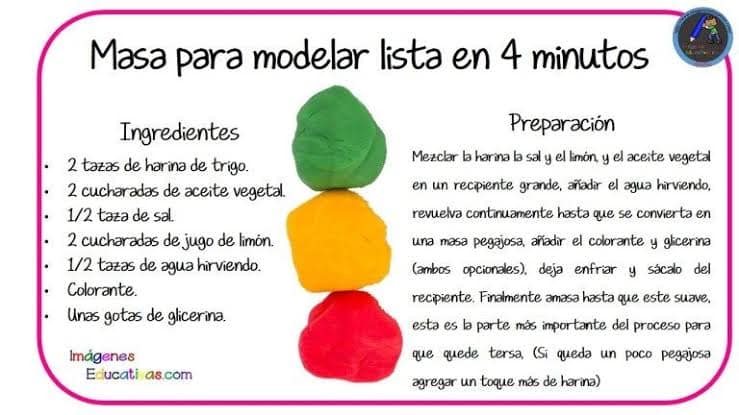 Masa para modelar lista en 4 minutos
Ingredientes
• 2 tazas de harina de trigo.
• 2 cucharadas de aceite vegetal.
• 1/2 taza de sal.
• 2 cucharadas de jugo de limón.
• 1/2 tazas de agua hirviendo.
• Colorante.
• Unas gotas de glicerina.
Imágenes
Educativas.com
Preparación
Mezclar la harina la sal y el limón, y el aceite vegetal
en un recipiente grande, añadir el agua hirviendo,
revuelva continuamente hasta que se convierta en
una masa pegajosa, añadir el colorante y glicerina
(ambos opcionales), deja enfriar y sácalo del
recipiente. Finalmente amasa hasta que este suave,
esta es la parte más importante del proceso para
que quede tersa, (Si queda un poco pegajosa
agregar un toque más de harina)